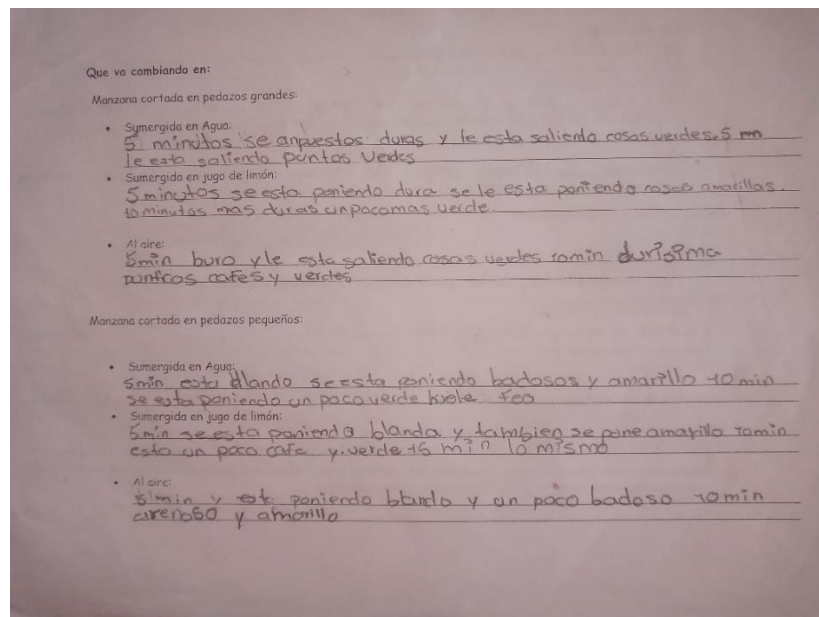 Que va cambiando en:
Manzana cortada en pedazos grandes:
• Sumergida en Agua:
5 minutos se anpuestos duras y le esta saliendo cosas verdes. 5 mn
le esta saliendo puntos Verdes
• Sumergida en jugo de limón:
5 minutos se esta poniendo dura se le esta poniendo cosas amarillas
10 minutos mas duras un poco mas verde
• Al aire:
5min buro y le esta saliendo cosas verdes 10min durisima
punticos cafes y verdes
Manzana cortada en pedazos pequeños:
• Sumergida en Agua:
5min esta blando se esta poniendo badosos y amarillo 10 min
se esta poniendo un poco verde huele feo
• Sumergida en jugo de limón:
5min se esta poniendo blanda y tambien se pone amarillo 10min
esta un poco cafe y verde 15 min lo mismo
• Al aire:
5 min y esta poniendo blando y un poco badoso 10min
arenoso y amarillo